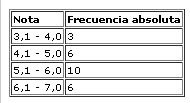 Nota Frecuencia absoluta
3,1 - 4,0 3
4,1 - 5,0 6
5,1 - 6,0 10
6,1 - 7,0 6